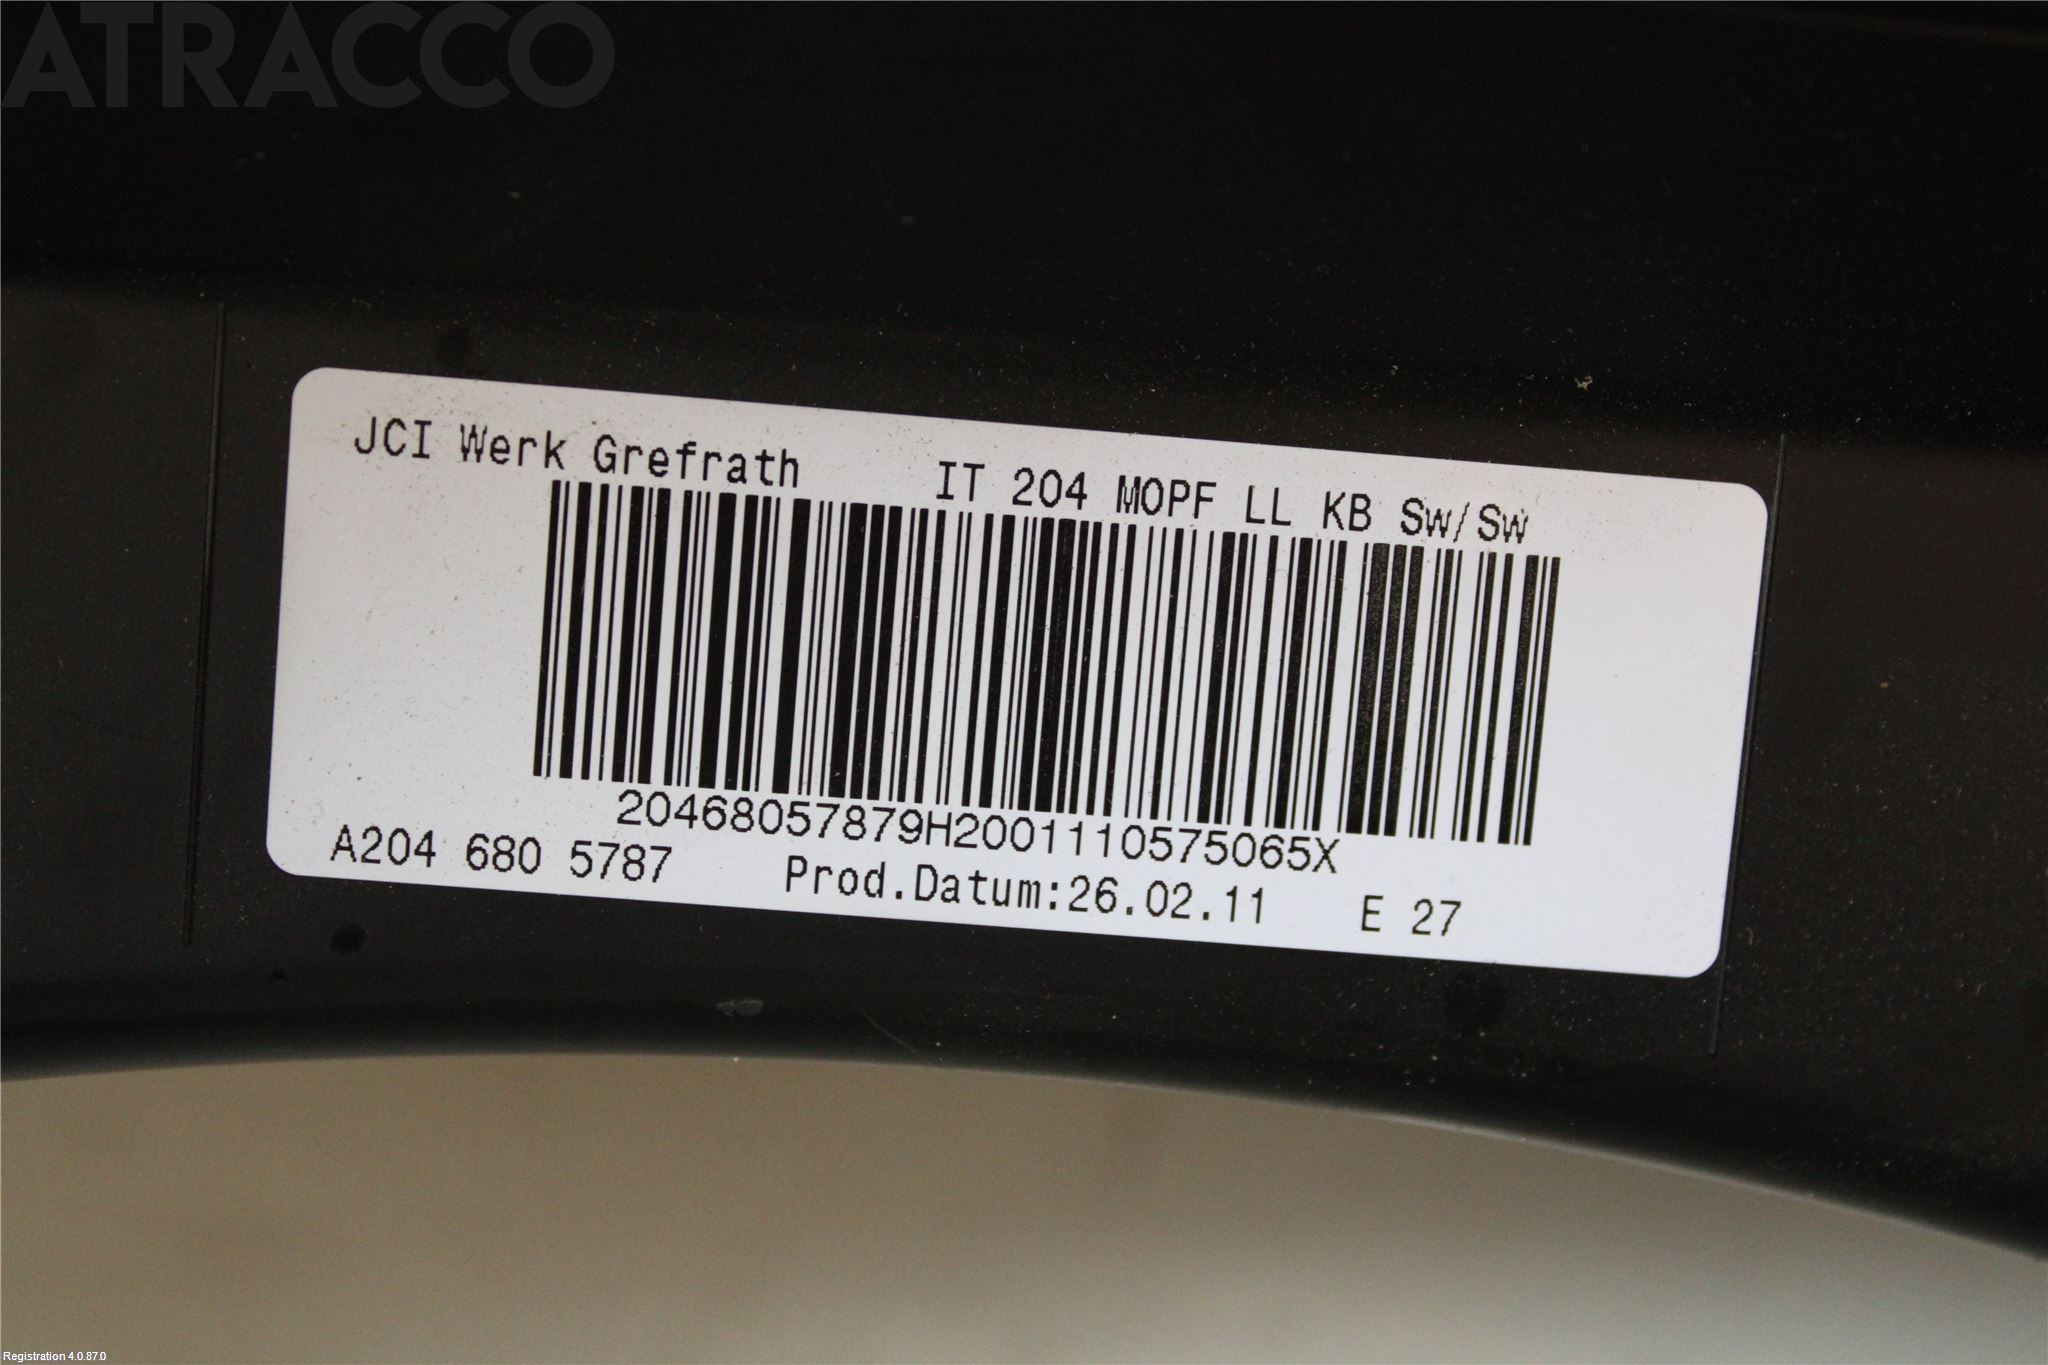 ATRACCO
JCI Werk Grefrath IT 204 MOPF LL KB Sw/Sw
20468057879H2001110575065X
A204 680 5787 Prod.Datum:26.02.11 E 27
Registration 4.0.87.0